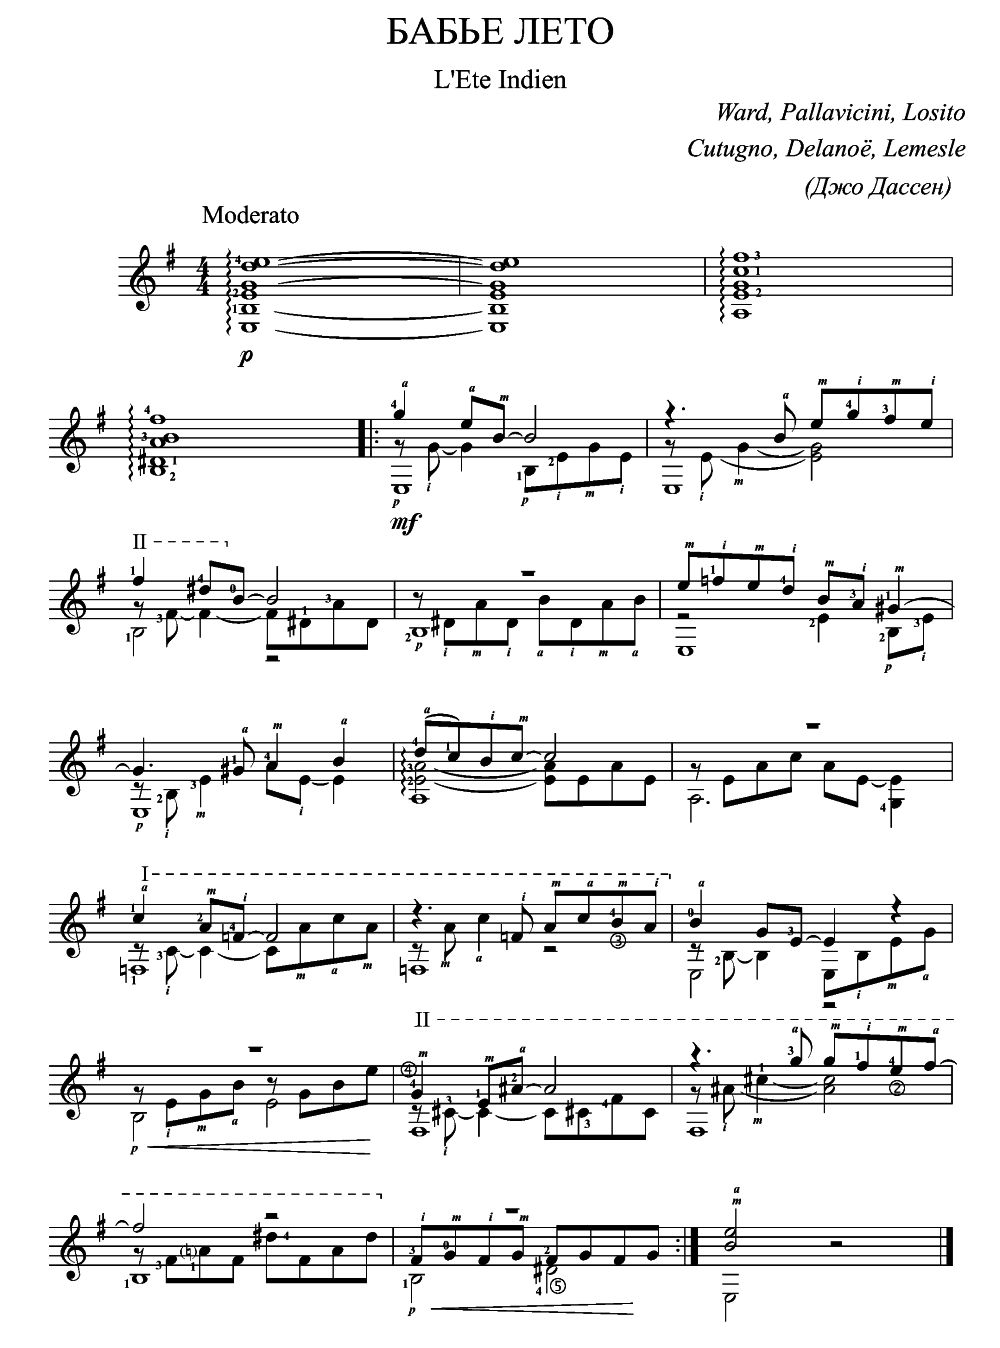 БАБЬЕ ЛЕТО
L'Ete Indien
Ward, Pallavicini, Losito
Cutugno, Delanoë, Lemesle
(Джо Дассен)
Moderato
p
mf
II
I
II